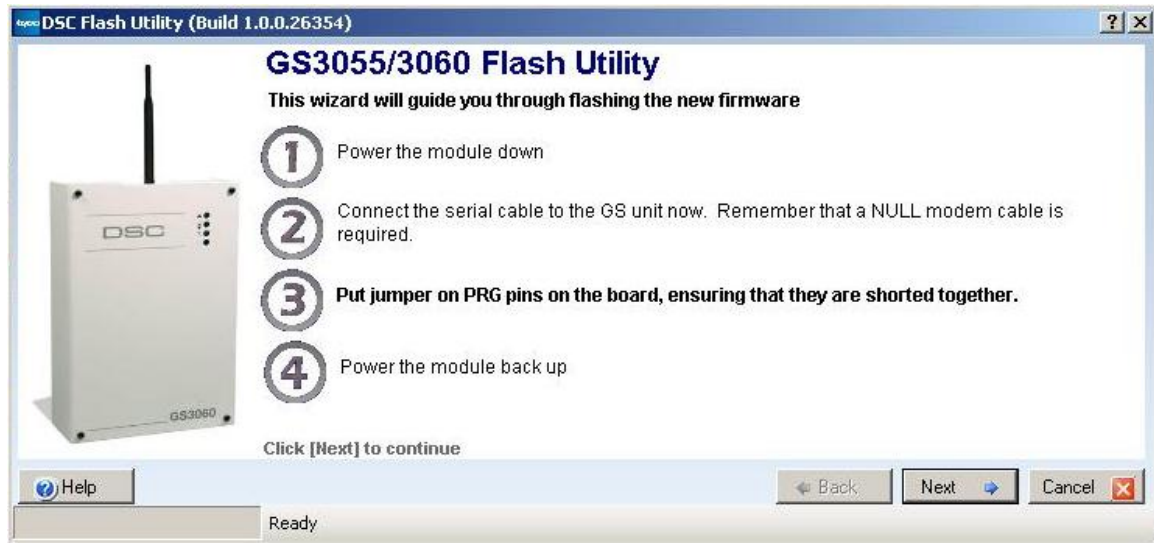 tyco DSC Flash Utility (Build 1.0.0.26354)
GS3055/3060 Flash Utility
This wizard will guide you through flashing the new firmware
1 Power the module down
2 Connect the serial cable to the GS unit now. Remember that a NULL modem cable is
required.
3 Put jumper on PRG pins on the board, ensuring that they are shorted together.
4 Power the module back up
DSC
GS3060
Click [Next] to continue
Help
Back
Next
Cancel
Ready